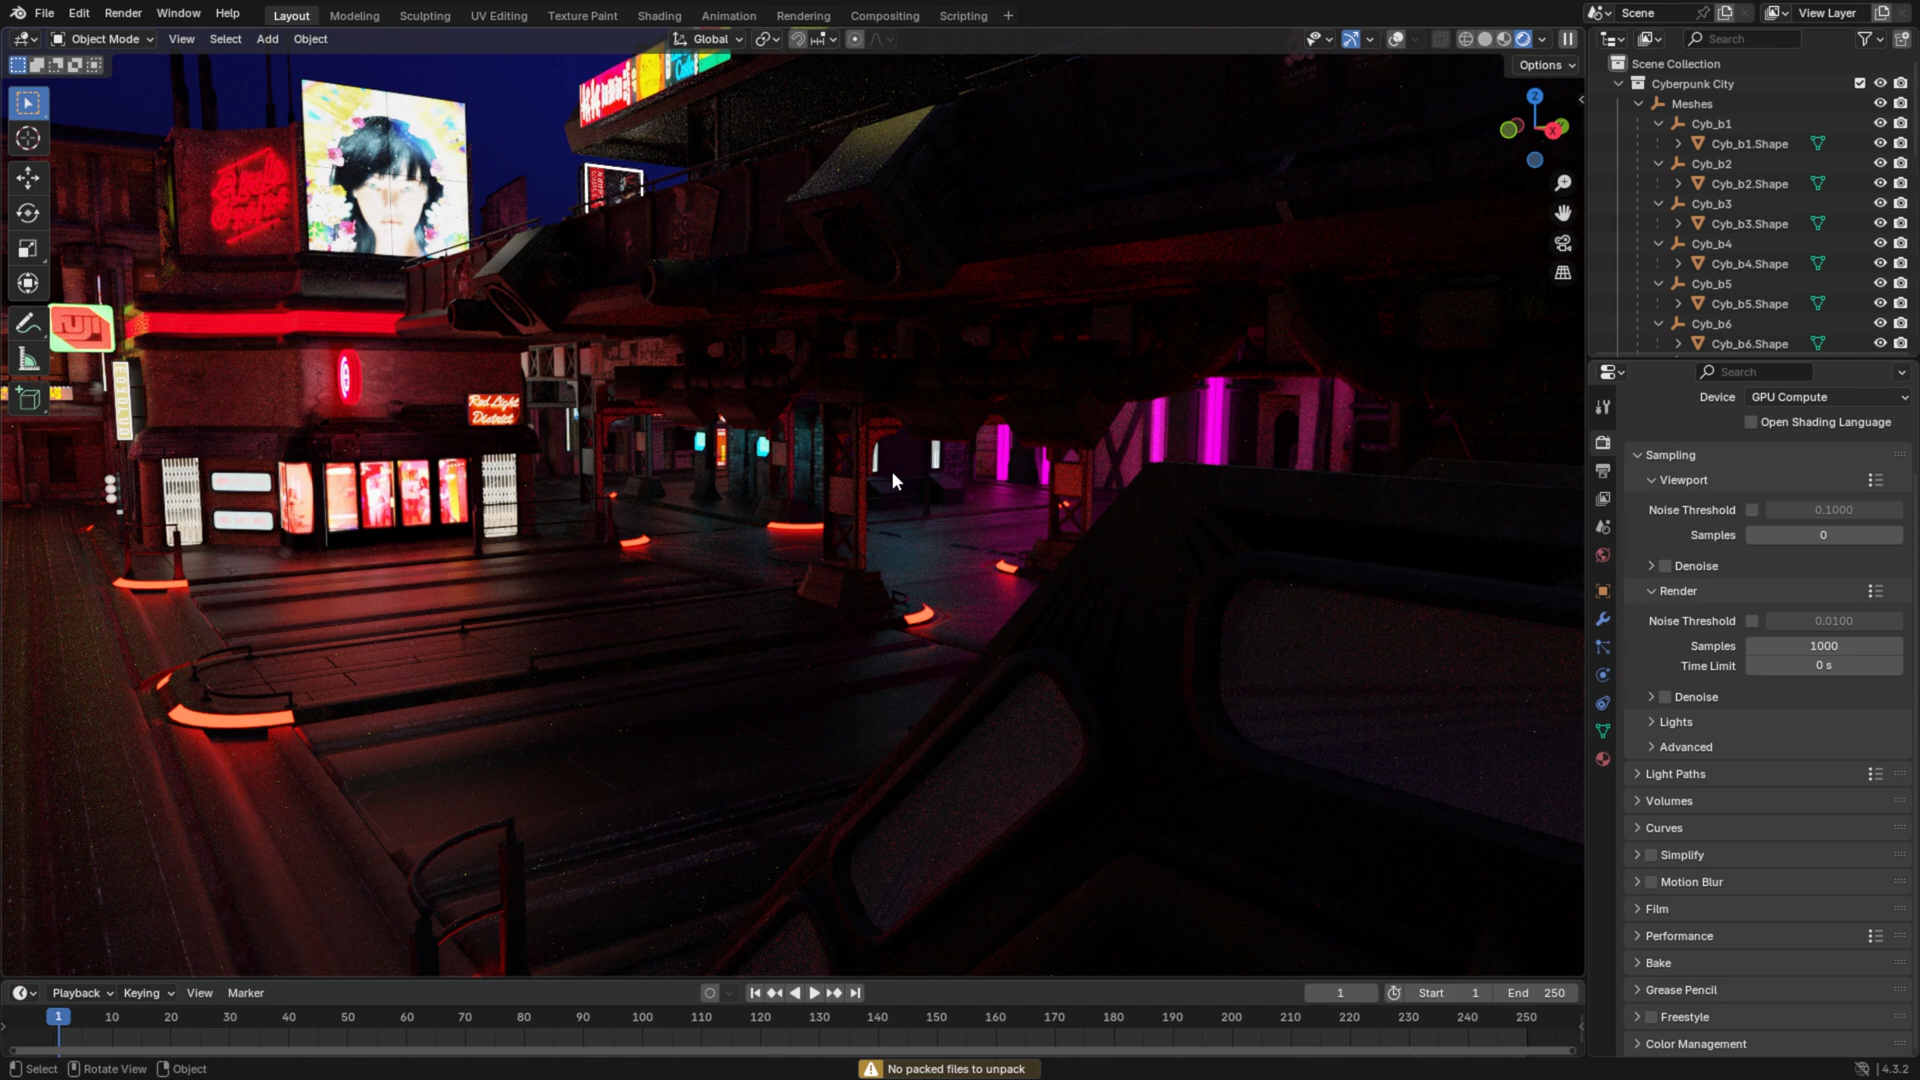 File Edit Render Window Help
Layout Modeling Sculpting UV Editing Texture Paint Shading Animation Rendering Compositing Scripting +
Scene View Layer
Object Mode View Select Add Object
Global
Search
Options
Scene Collection
Cyberpunk City
Meshes
Cyb_b1
Cyb_b1.Shape
Cyb_b2
Cyb_b2.Shape
Cyb_b3
Cyb_b3.Shape
Cyb_b4
Cyb_b4.Shape
Cyb_b5
Cyb_b5.Shape
Cyb_b6
Cyb_b6.Shape
Z
X
FUJI
Red Light
District
Search
Device GPU Compute
Open Shading Language
Sampling
Viewport
Noise Threshold 0.1000
Samples 0
Denoise
Render
Noise Threshold 0.0100
Samples 1000
Time Limit 0 s
Denoise
Lights
Advanced
Light Paths
Volumes
Curves
Simplify
Motion Blur
Film
Performance
Bake
Grease Pencil
Freestyle
Color Management
Playback Keying View Marker
1 Start 1 End 250
1 10 20 30 40 50 60 70 80 90 100 110 120 130 140 150 160 170 180 190 200 210 220 230 240 250
Select Rotate View Object
No packed files to unpack
4.3.2